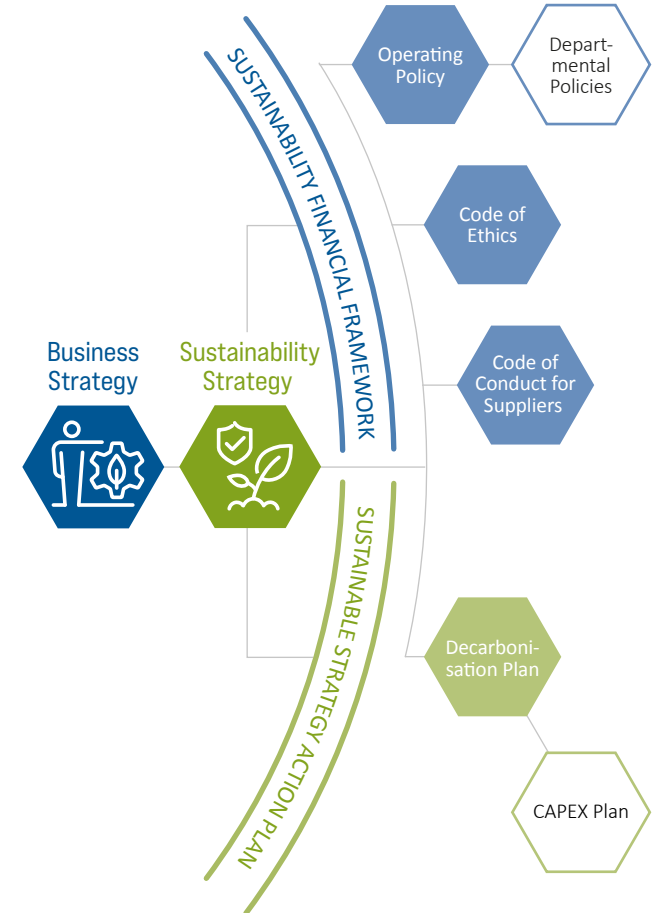 SUSTAINABILITY FINANCIAL FRAMEWORK
Operating
Policy
Depart-
mental
Policies
Code of
Ethics
Business
Strategy
Sustainability
Strategy
Code of
Conduct for
Suppliers
SUSTAINABLE STRATEGY ACTION PLAN
Decarboni-
sation Plan
CAPEX Plan